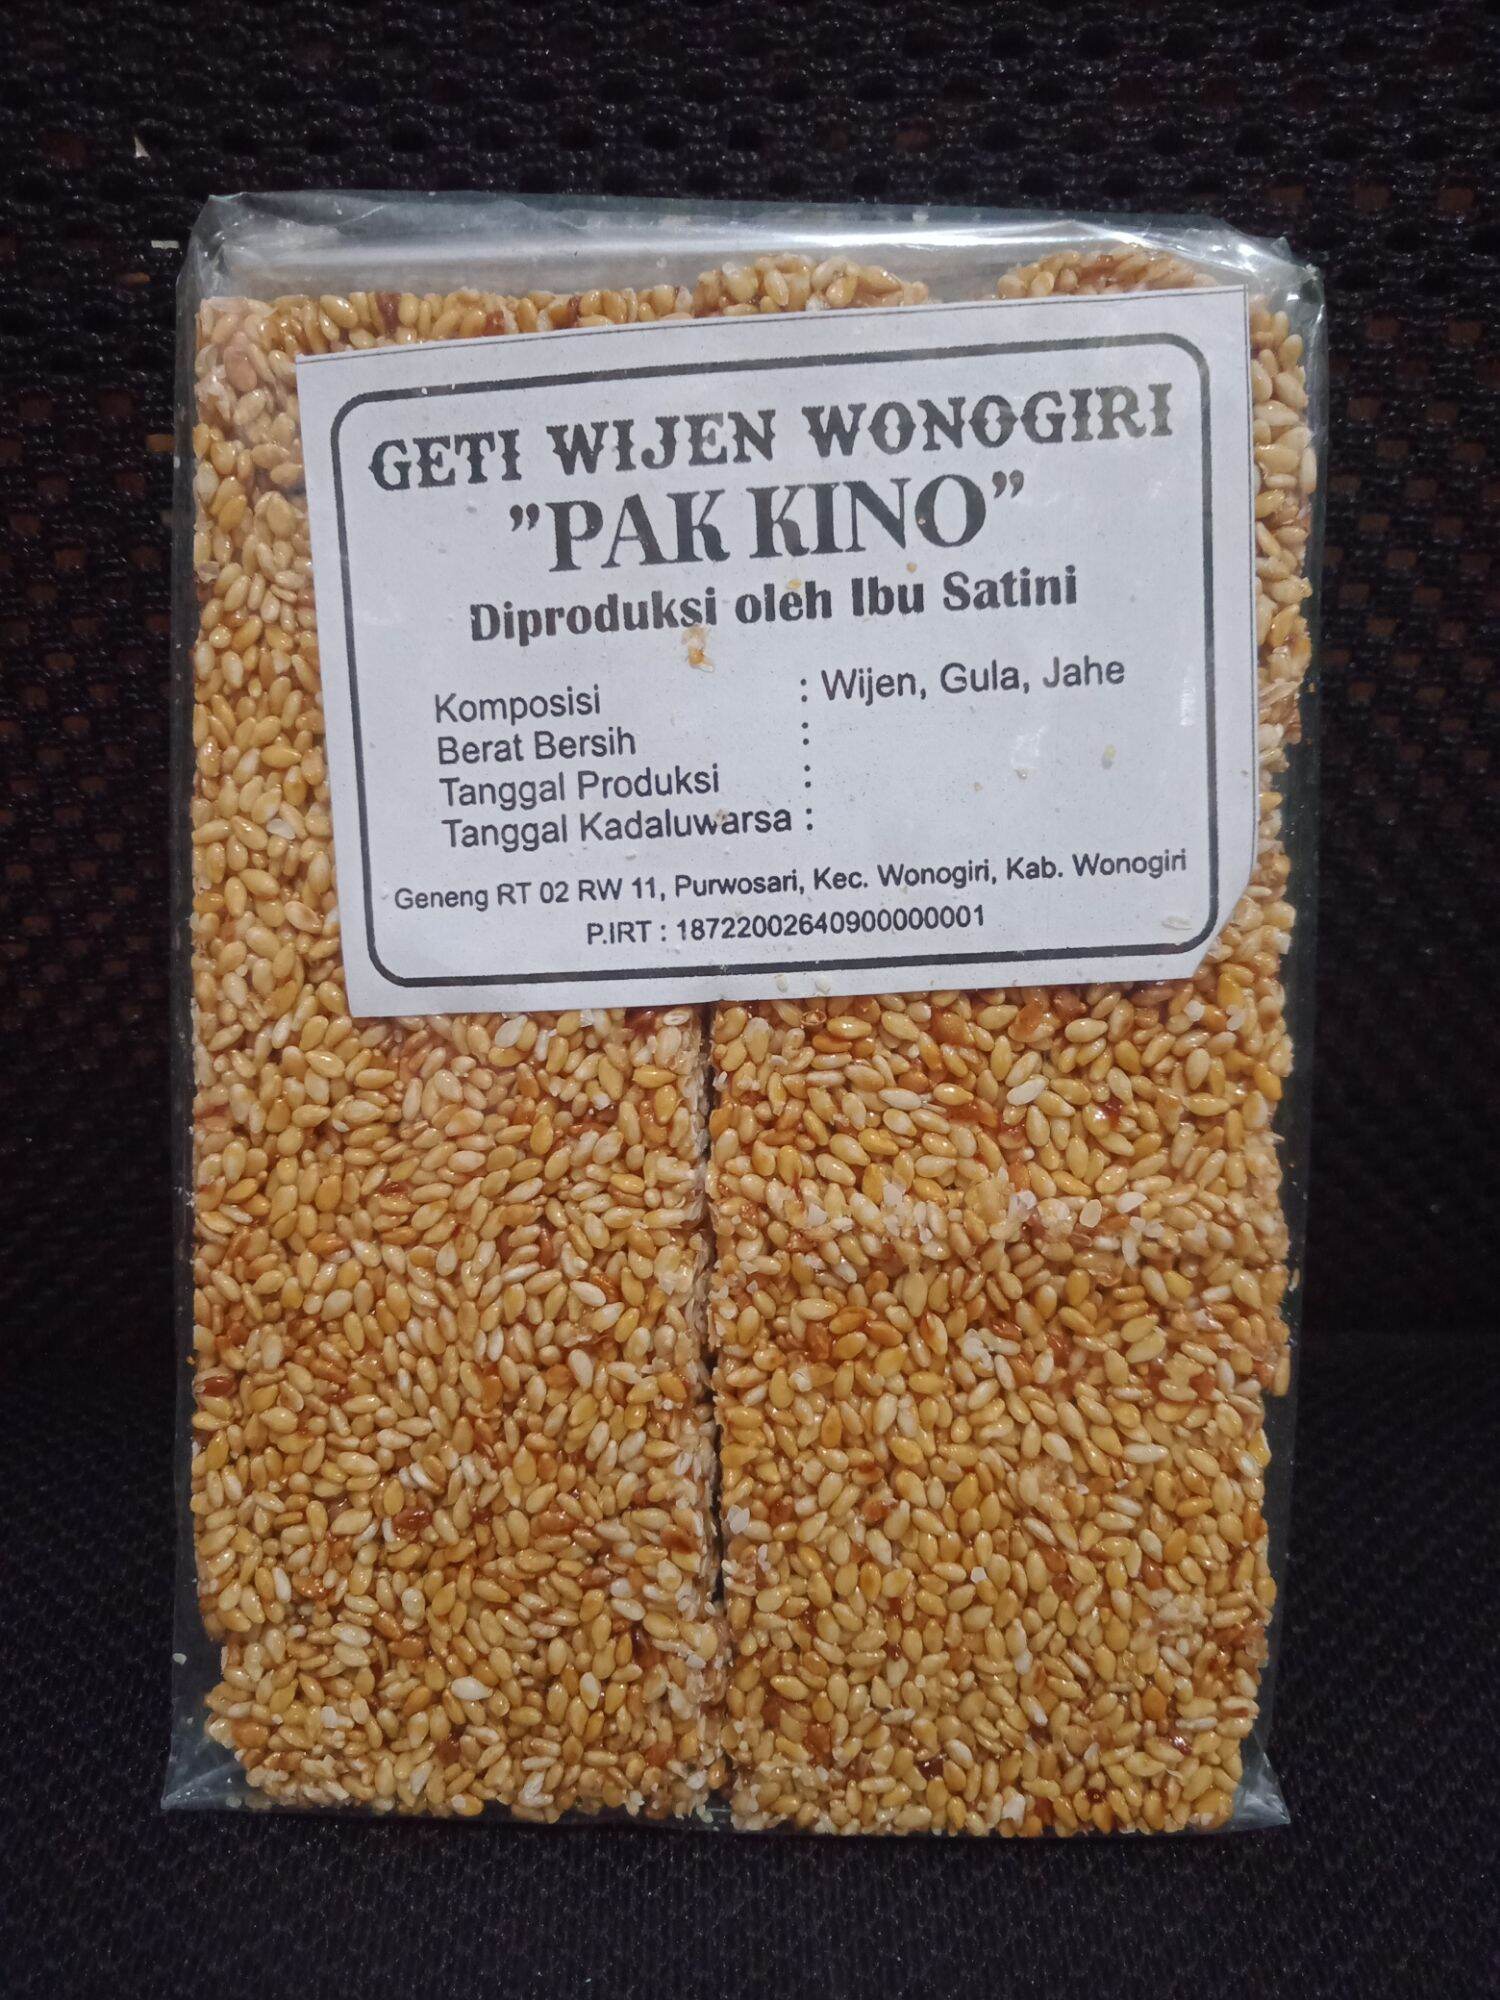 GETI WIJEN WONOGIRI
"PAK KINO"
Diproduksi oleh Ibu Satini
Komposisi : Wijen, Gula, Jahe
Berat Bersih :
Tanggal Produksi :
Tanggal Kadaluwarsa :
Geneng RT 02 RW 11, Purwosari, Kec. Wonogiri, Kab. Wonogiri
P.IRT : 18722002640900000001